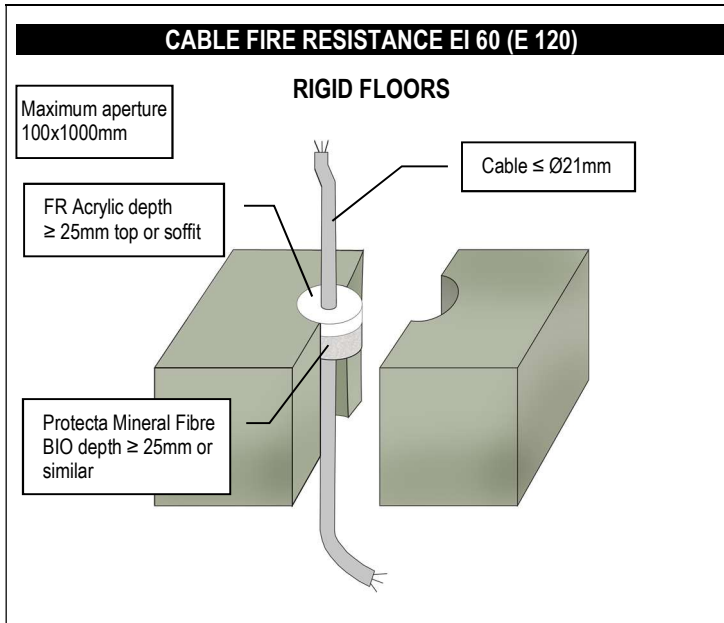 CABLE FIRE RESISTANCE EI 60 (E 120)
RIGID FLOORS
Maximum aperture
100x1000mm
Cable ≤ Ø21mm
FR Acrylic depth
≥ 25mm top or soffit
Protecta Mineral Fibre
BIO depth ≥ 25mm or
similar